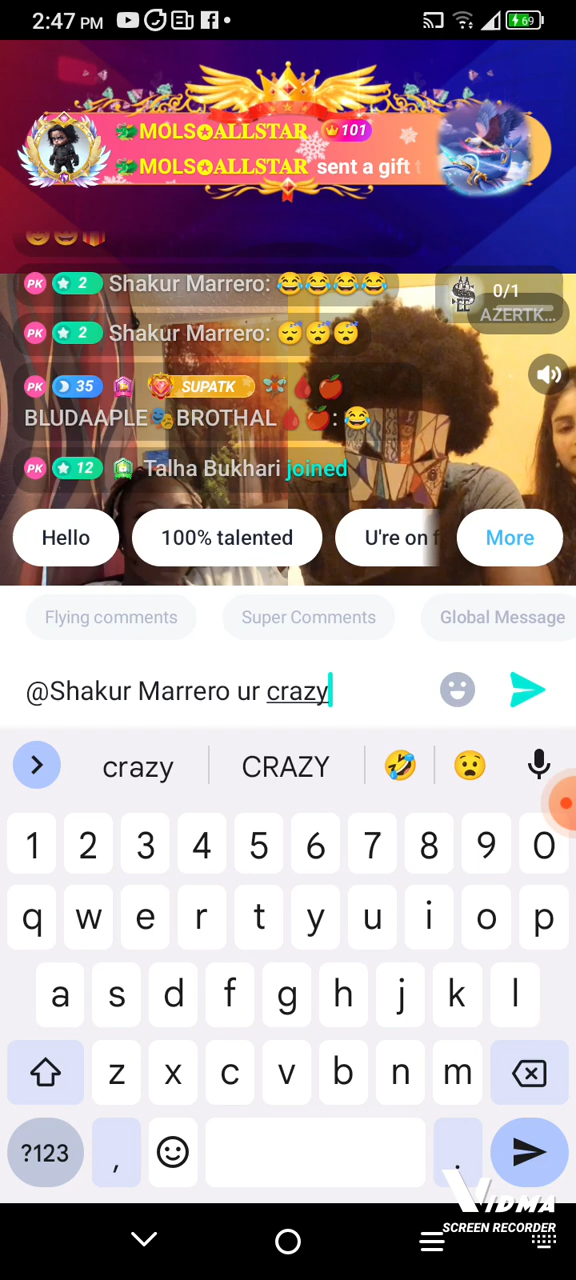 2:47 PM
69
MOLS✪ALLSTAR 101
MOLS✪ALLSTAR sent a gift t
PK 2 Shakur Marrero: 😂😂😂😂
0/1
AZERTK...
PK 2 Shakur Marrero: 😴😴😴
PK 35 SUPATK
BLUDAAPLE🎭BROTHAL🩸🍎: 😂
PK 12 Talha Bukhari joined
Hello
100% talented
U're on f
More
Flying comments
Super Comments
Global Message
@Shakur Marrero ur crazy
crazy
CRAZY
1 2 3 4 5 6 7 8 9 0
q w e r t y u i o p
a s d f g h j k l
z x c v b n m
?123 , .
VIDMA
SCREEN RECORDER